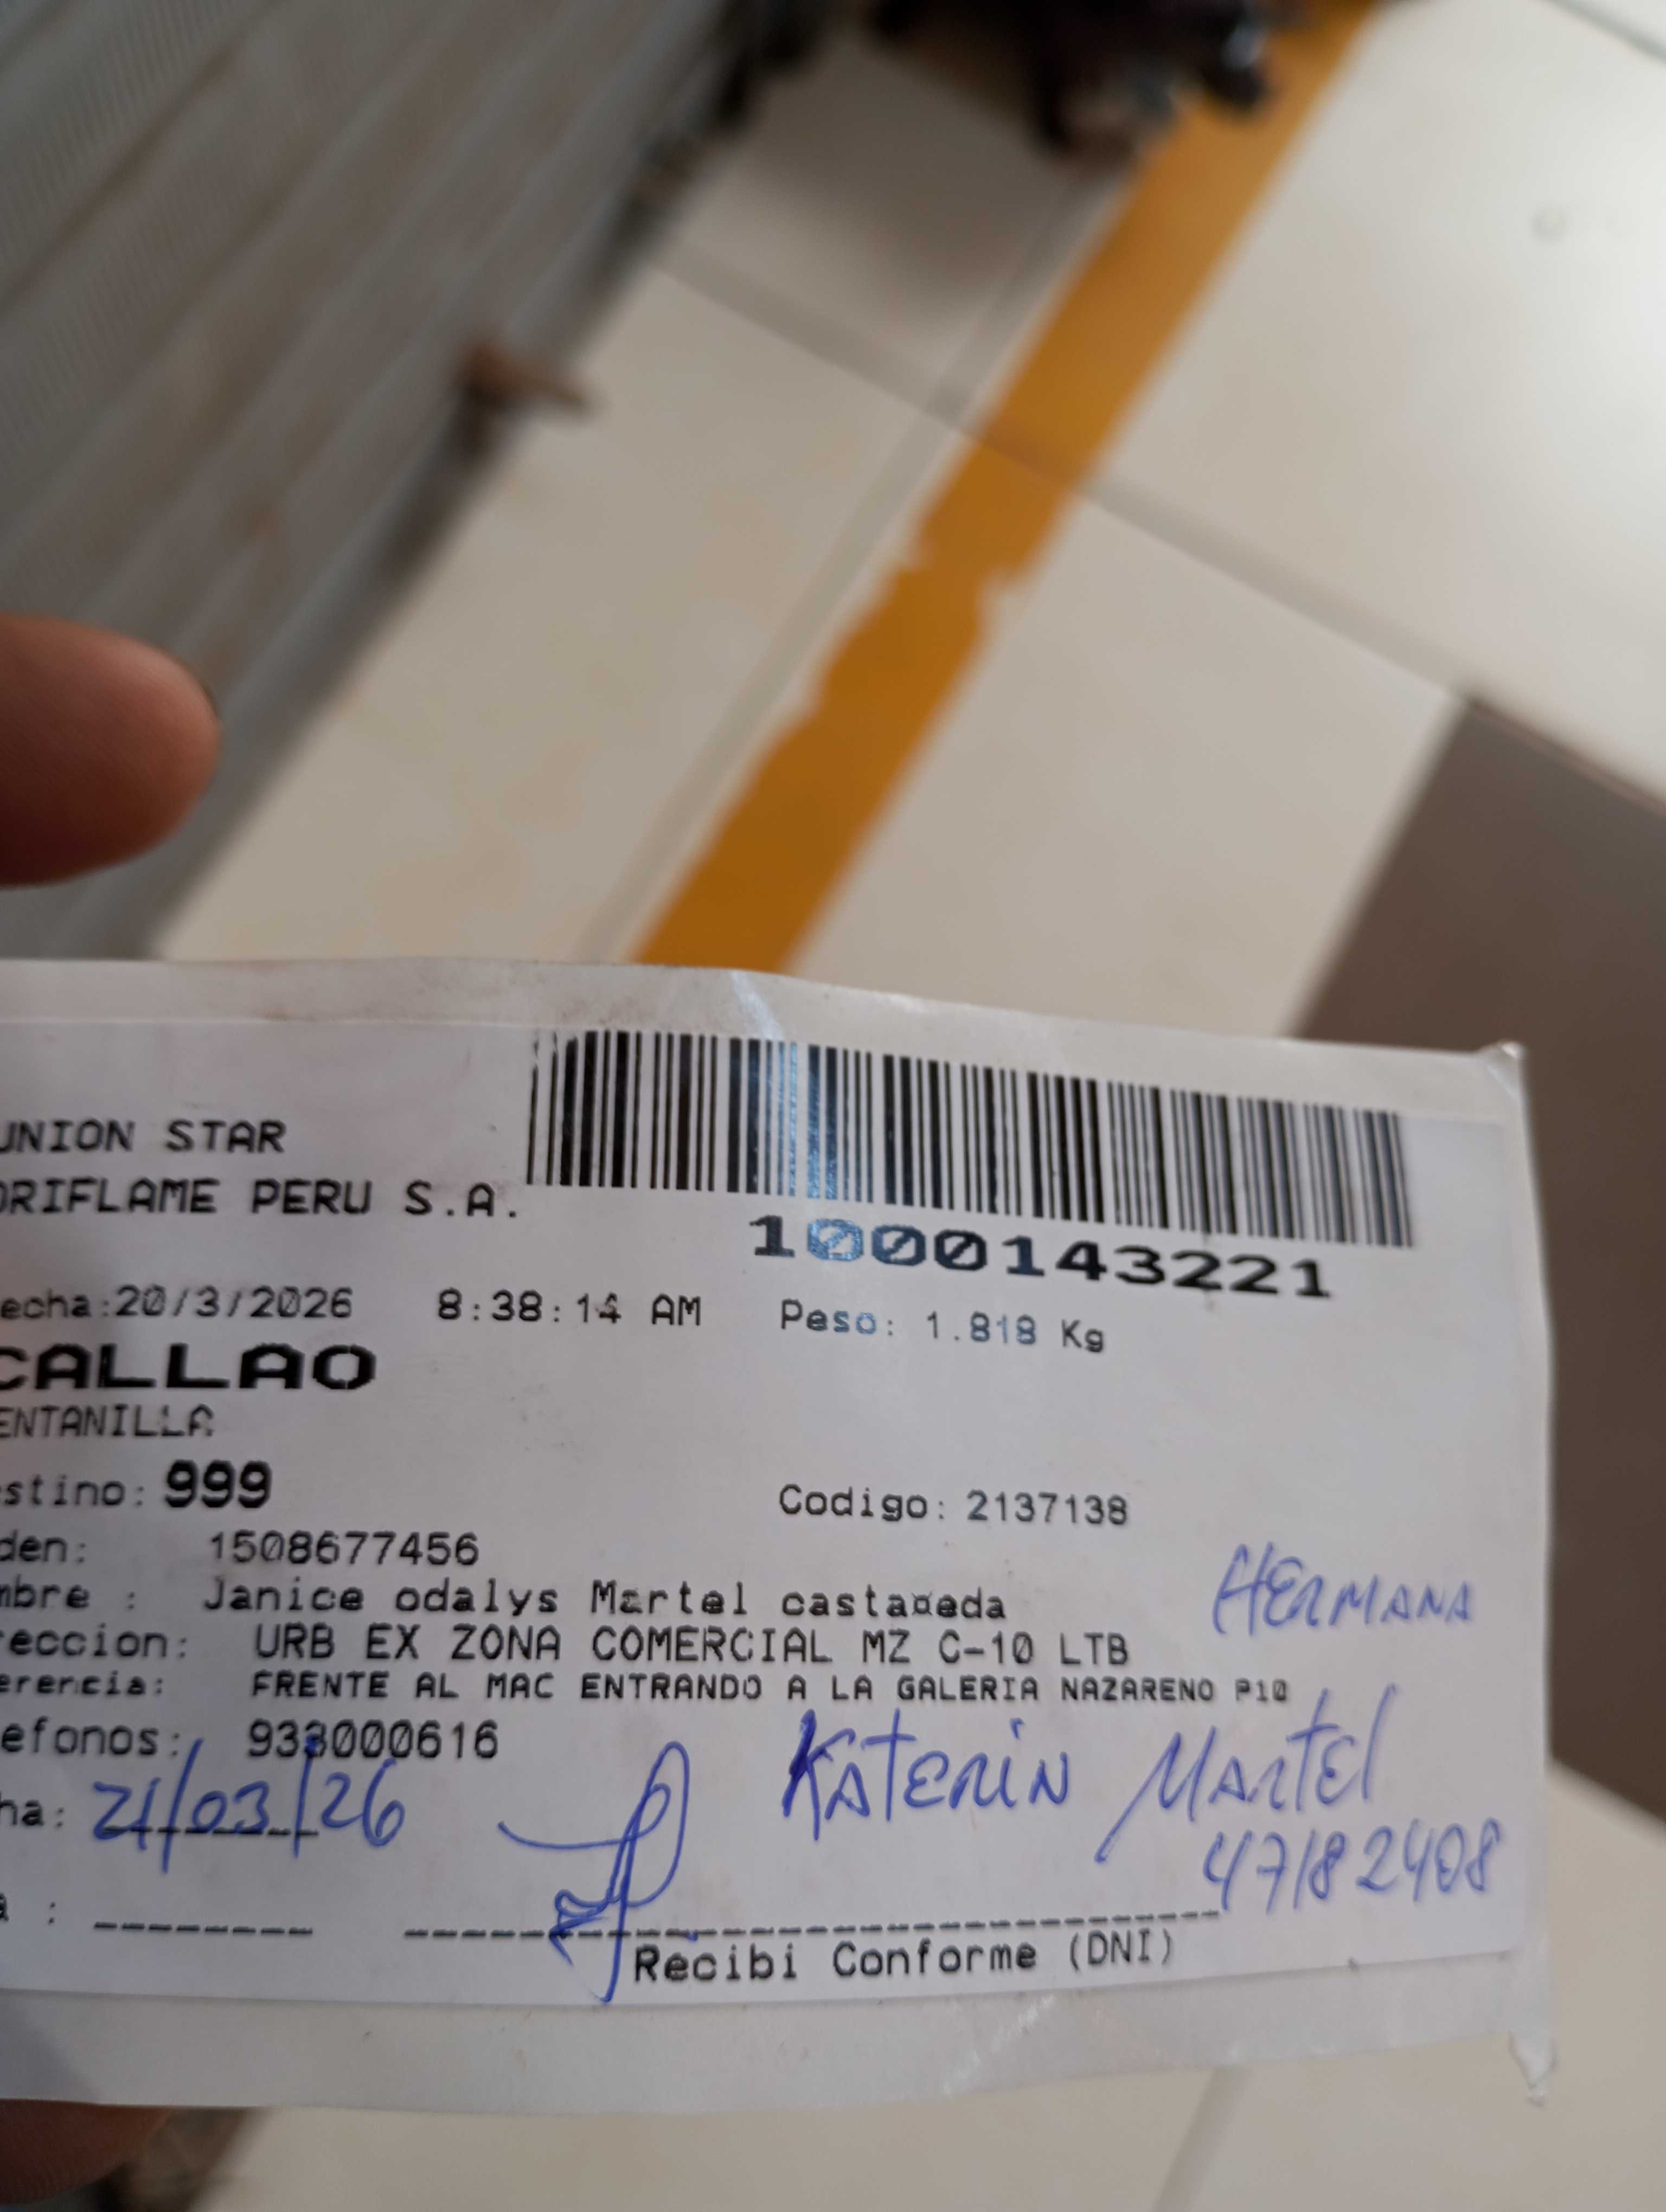 UNION STAR
ORIFLAME PERU S.A.
1000143221
echa:20/3/2026 8:38:14 AM Peso: 1.818 Kg
CALLAO
ENTANILLA
stino: 999 Codigo: 2137138
den: 1508677456
HERMANA
mbre : Janice odalys Martel castañeda
reccion: URB EX ZONA COMERCIAL MZ C-10 LTB
erencia: FRENTE AL MAC ENTRANDO A LA GALERIA NAZARENO P10
efonos: 933000616
Katerin Martel
ha: 21/03/26
47182408
a :
Recibi Conforme (DNI)